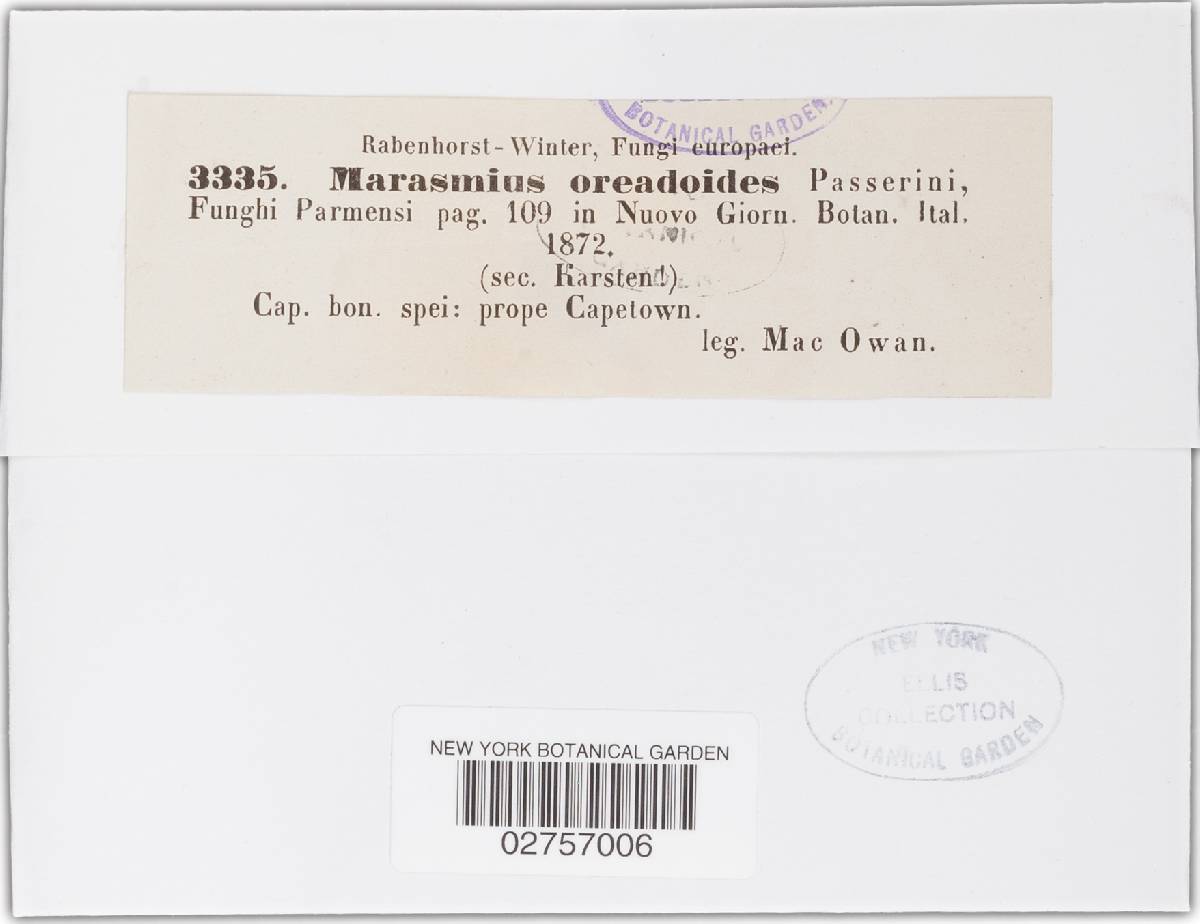 BOTANICAL GARDEN.
Rabenhorst-Winter, Fungi europaei.
3335. Marasmius oreadoides Passerini,
Funghi Parmensi pag. 109 in Nuovo Giorn. Botan. Ital.
1872.
(sec. Karsten!)
Cap. bon. spei: prope Capetown.
leg. Mac Owan.
NEW YORK
ELLIS
COLLECTION
BOTANICAL GARDEN
NEW YORK BOTANICAL GARDEN
02757006